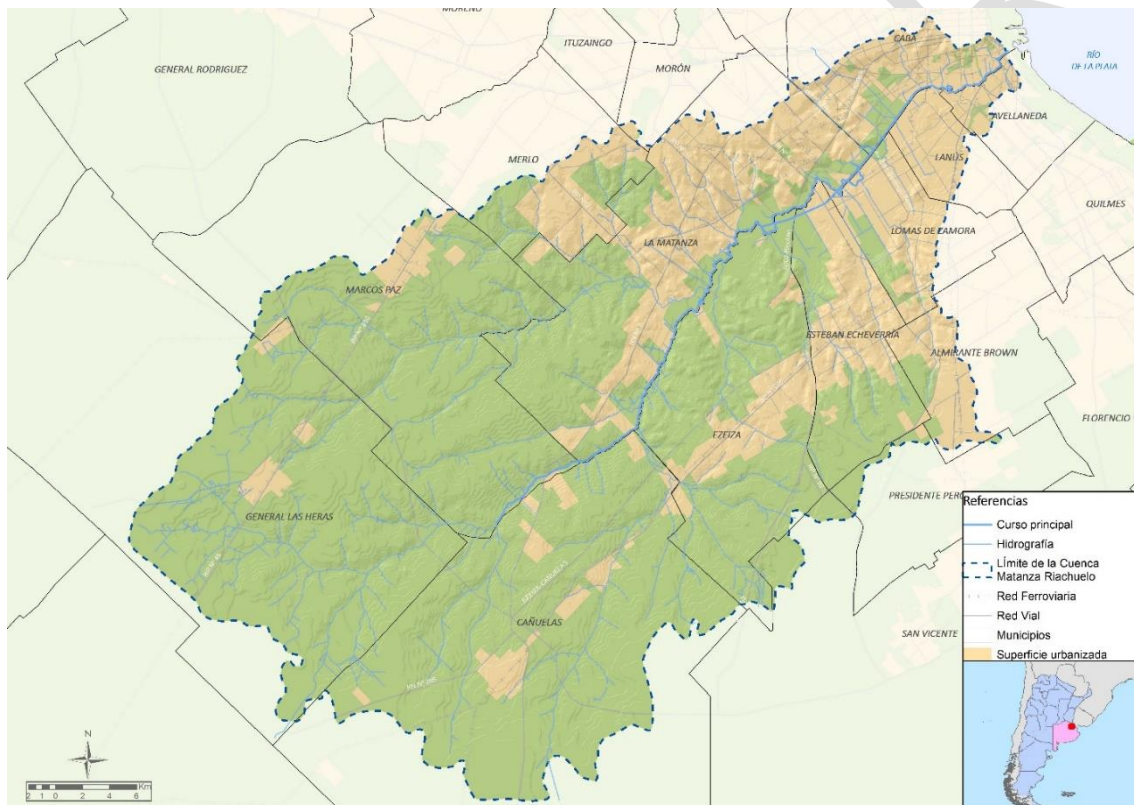 MORENO
ITUZAINGO
GENERAL RODRIGUEZ
MORÓN
CABA
RÍO
DE LA PLATA
AVELLANEDA
MERLO
LANÚS
QUILMES
LA MATANZA
LOMAS DE ZAMORA
MARCOS PAZ
ESTEBAN ECHEVERRÍA
ALMIRANTE BROWN
FLORENCIO
EZEIZA
PRESIDENTE PERÓ
GENERAL LAS HERAS
CAÑUELAS
SAN VICENTE
Referencias
Curso principal
Hidrografía
Límite de la Cuenca
Matanza Riachuelo
Red Ferroviaria
Red Vial
Municipios
Superficie urbanizada
N
2 1 0 2 4 6 Km